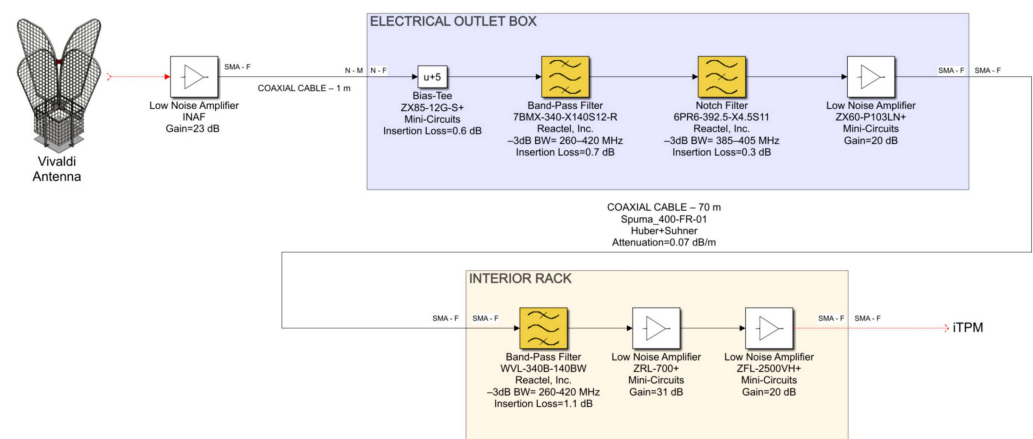 ELECTRICAL OUTLET BOX
Vivaldi
Antenna
Low Noise Amplifier
INAF
Gain=23 dB
SMA - F
COAXIAL CABLE – 1 m
N - M
N - F
u+5
Bias-Tee
ZX85-12G-S+
Mini-Circuits
Insertion Loss=0.6 dB
Band-Pass Filter
7BMX-340-X140S12-R
Reactel, Inc.
–3dB BW= 260–420 MHz
Insertion Loss=0.7 dB
Notch Filter
6PR6-392.5-X4.5S11
Reactel, Inc.
–3dB BW= 385–405 MHz
Insertion Loss=0.3 dB
Low Noise Amplifier
ZX60-P103LN+
Mini-Circuits
Gain=20 dB
SMA - F
SMA - F
COAXIAL CABLE – 70 m
Spuma_400-FR-01
Huber+Suhner
Attenuation=0.07 dB/m
INTERIOR RACK
SMA - F
SMA - F
Band-Pass Filter
WVL-340B-140BW
Reactel, Inc.
–3dB BW= 260-420 MHz
Insertion Loss=1.1 dB
Low Noise Amplifier
ZRL-700+
Mini-Circuits
Gain=31 dB
Low Noise Amplifier
ZFL-2500VH+
Mini-Circuits
Gain=20 dB
SMA - F
SMA - F
iTPM